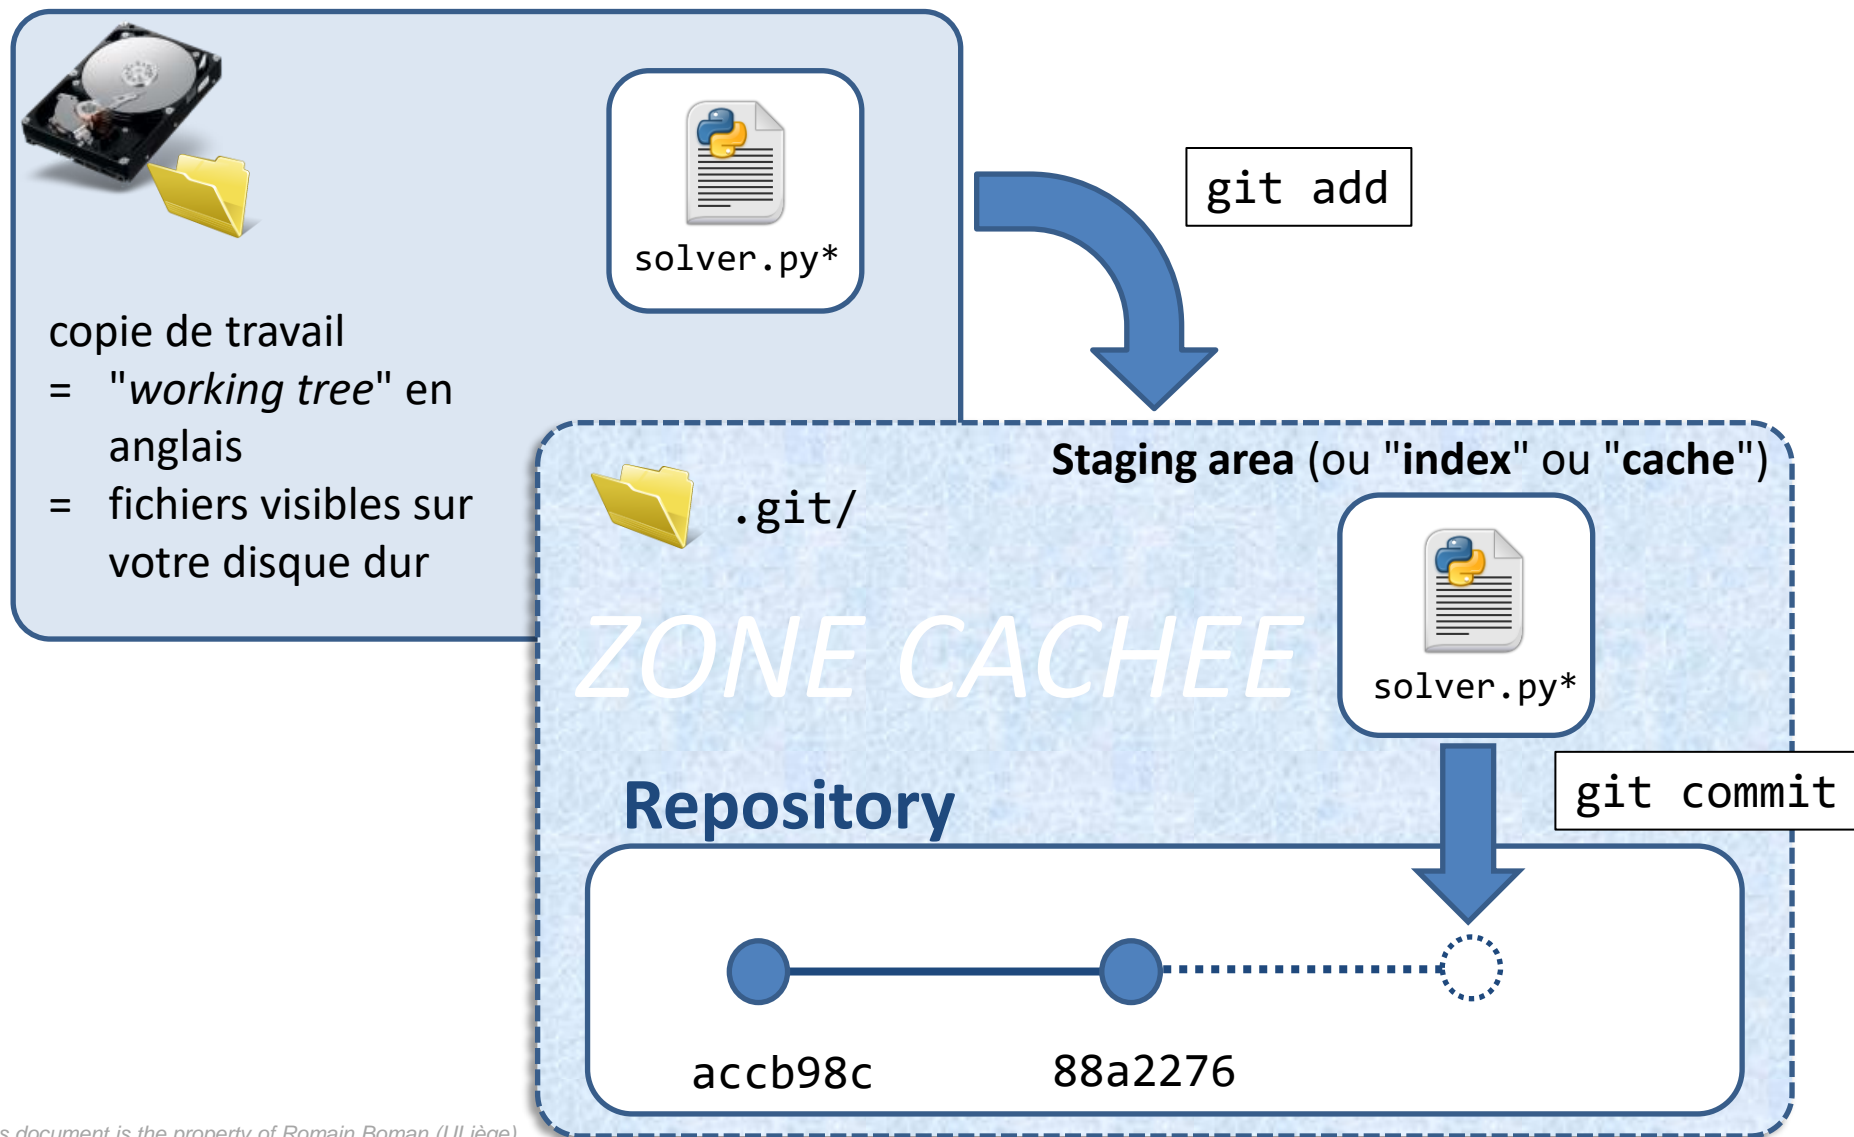 solver.py*
git add
copie de travail
= "working tree" en
anglais
= fichiers visibles sur
votre disque dur
Staging area (ou "index" ou "cache")
.git/
ZONE CACHEE
solver.py*
git commit
Repository
accb98c 88a2276
s document is the property of Romain Boman (ULiège)